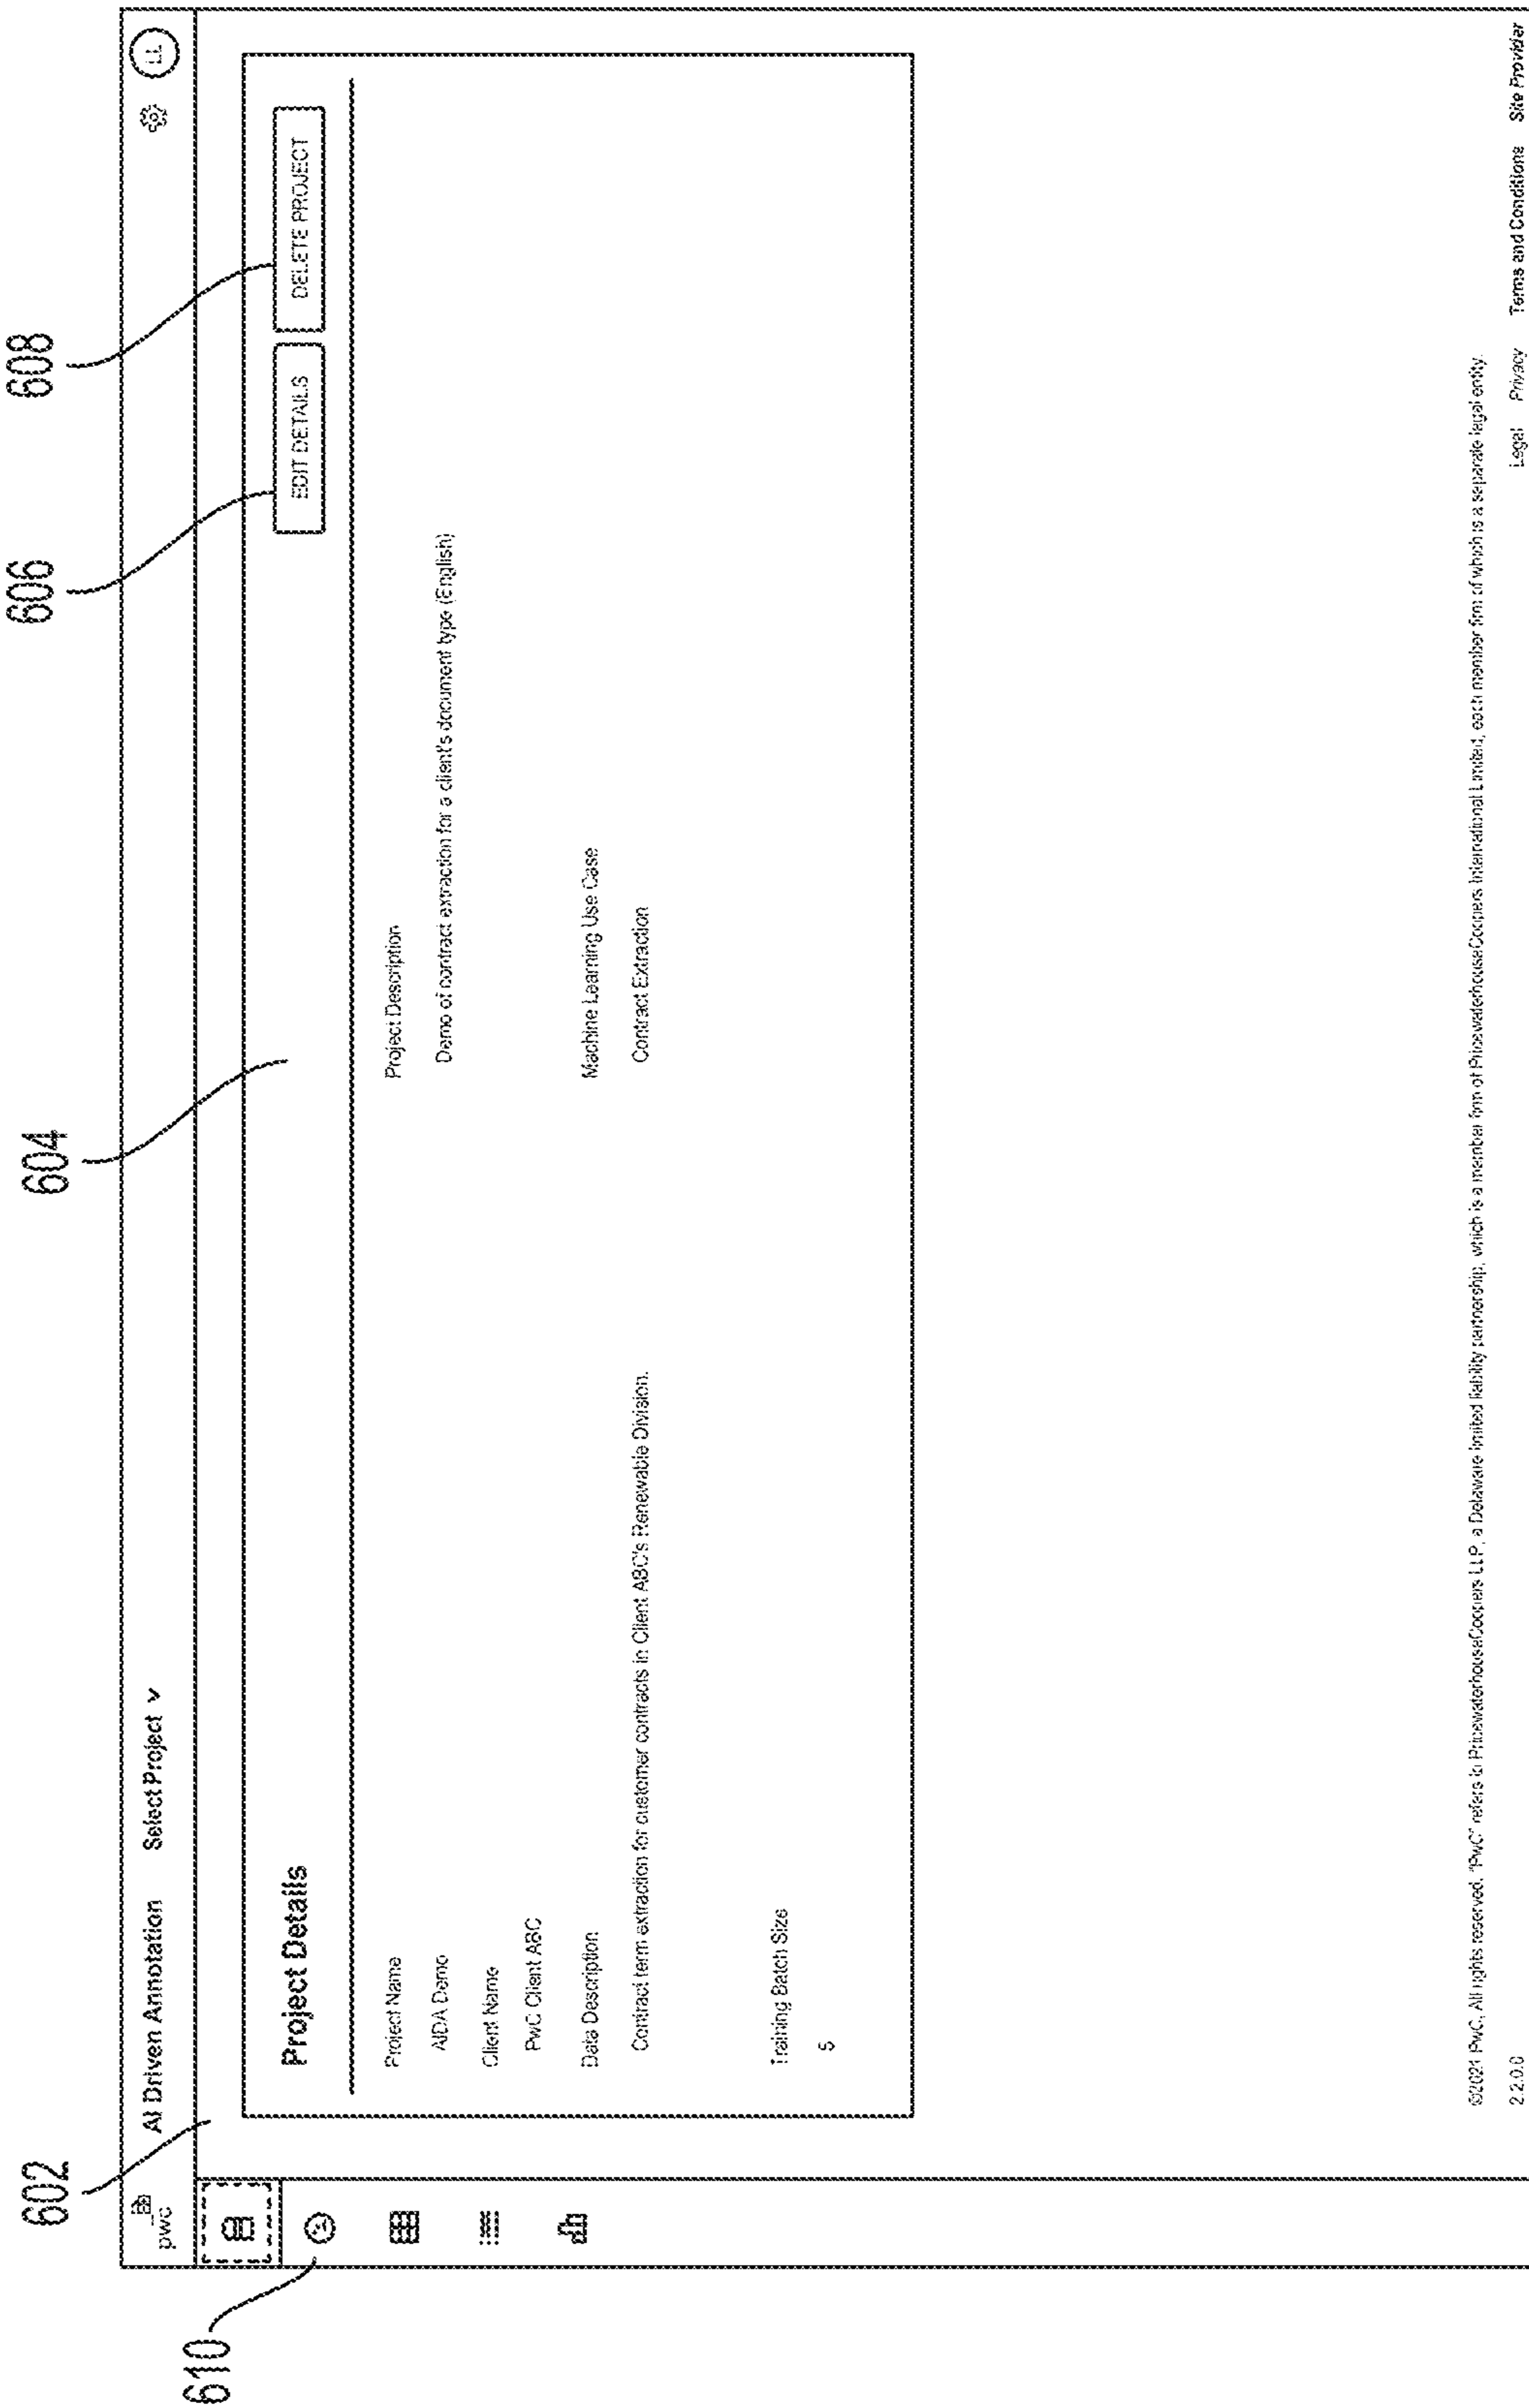 602
604
606
608
610
pwc
AI Driven Annotation
Select Project
LL
Project Details
EDIT DETAILS
DELETE PROJECT
Project Name
Project Description
AIDA Demo
Demo of contract extraction for a client's document type (English)
Client Name
PwC Client ABC
Data Description
Machine Learning Use Case
Contract term extraction for customer contracts in Client ABC's Renewable Division.
Contract Extraction
Training Batch Size
5
©2021 PwC. All rights reserved. "PwC" refers to PricewaterhouseCoopers LLP, a Delaware limited liability partnership, which is a member firm of PricewaterhouseCoopers International Limited, each member firm of which is a separate legal entity.
2.2.0.0
Legal Privacy Terms and Conditions Site Provider